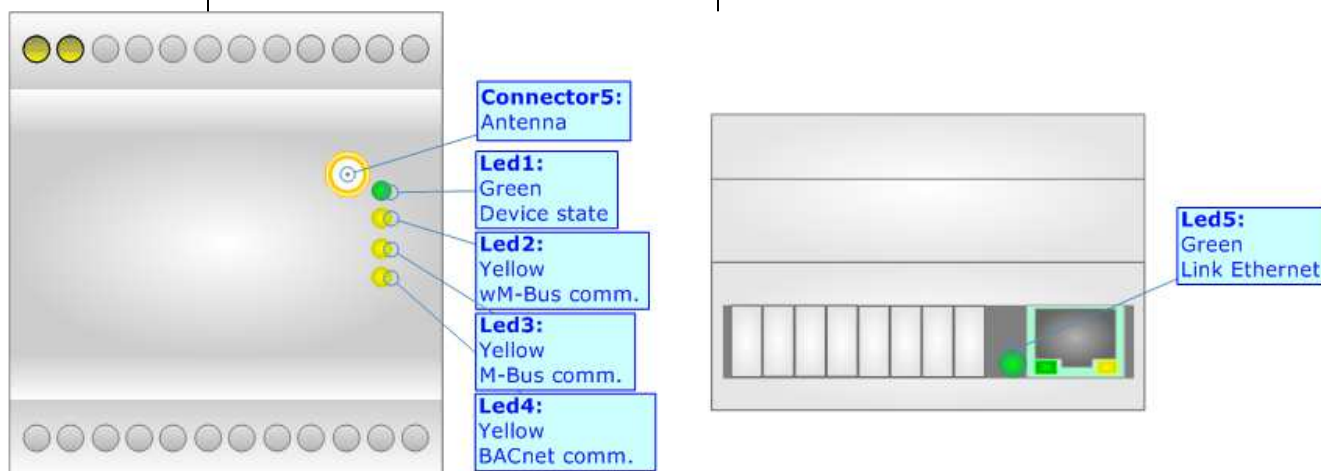 Connector5:
Antenna
Led1:
Green
Device state
Led2:
Yellow
wM-Bus comm.
Led3:
Yellow
M-Bus comm.
Led4:
Yellow
BACnet comm.
Led5:
Green
Link Ethernet